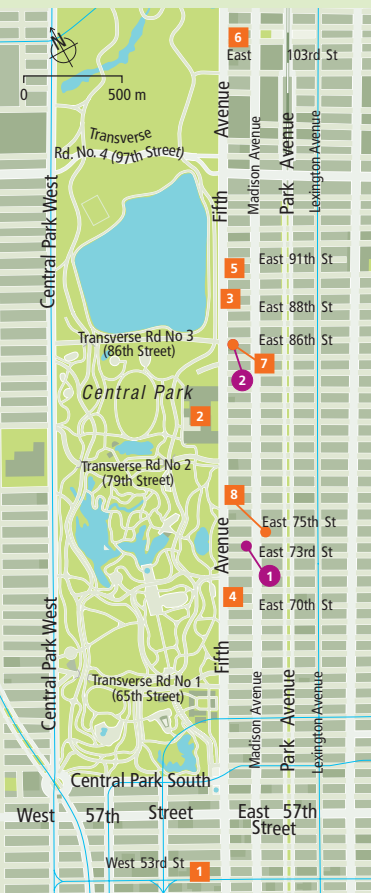 N
6
East 103rd St
0 500 m
Avenue
Madison Avenue
Park Avenue
Lexington Avenue
Transverse
Rd. No. 4 (97th Street)
Fifth
Central Park West
5
East 91th St
3
East 88th St
Transverse Rd No 3
(86th Street)
East 86th St
7
2
Central Park
2
Transverse Rd No 2
(79th Street)
8
East 75th St
Avenue
East 73rd St
1
4
East 70th St
Central Park West
Fifth
Transverse Rd No 1
(65th Street)
Madison Avenue
Park Avenue
Lexington Avenue
Central Park South
West 57th Street
East 57th
Street
West 53rd St
1